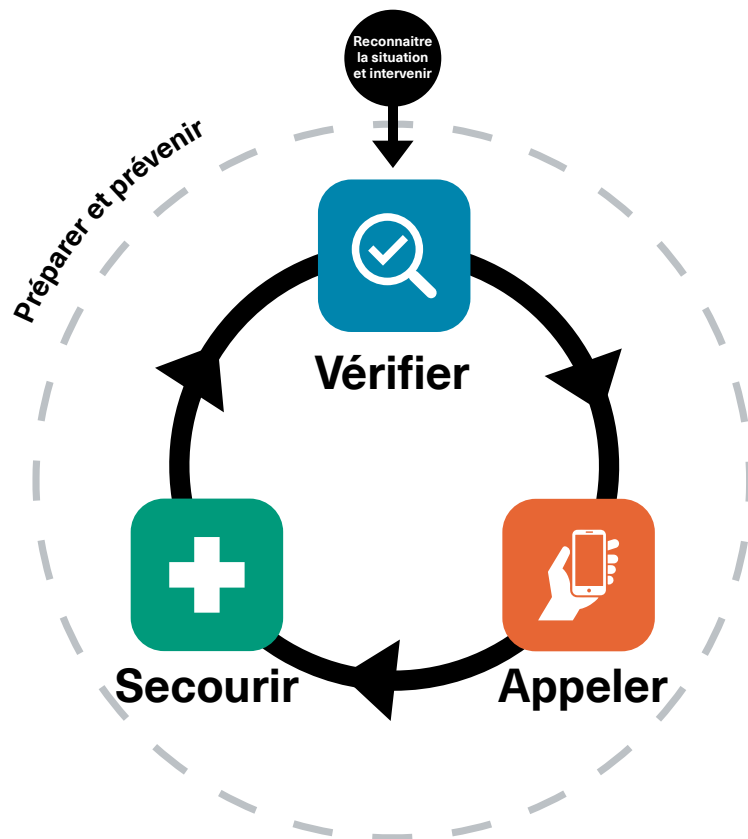 Reconnaitre
la situation
et intervenir
Préparer et prévenir
Vérifier
Secourir
Appeler